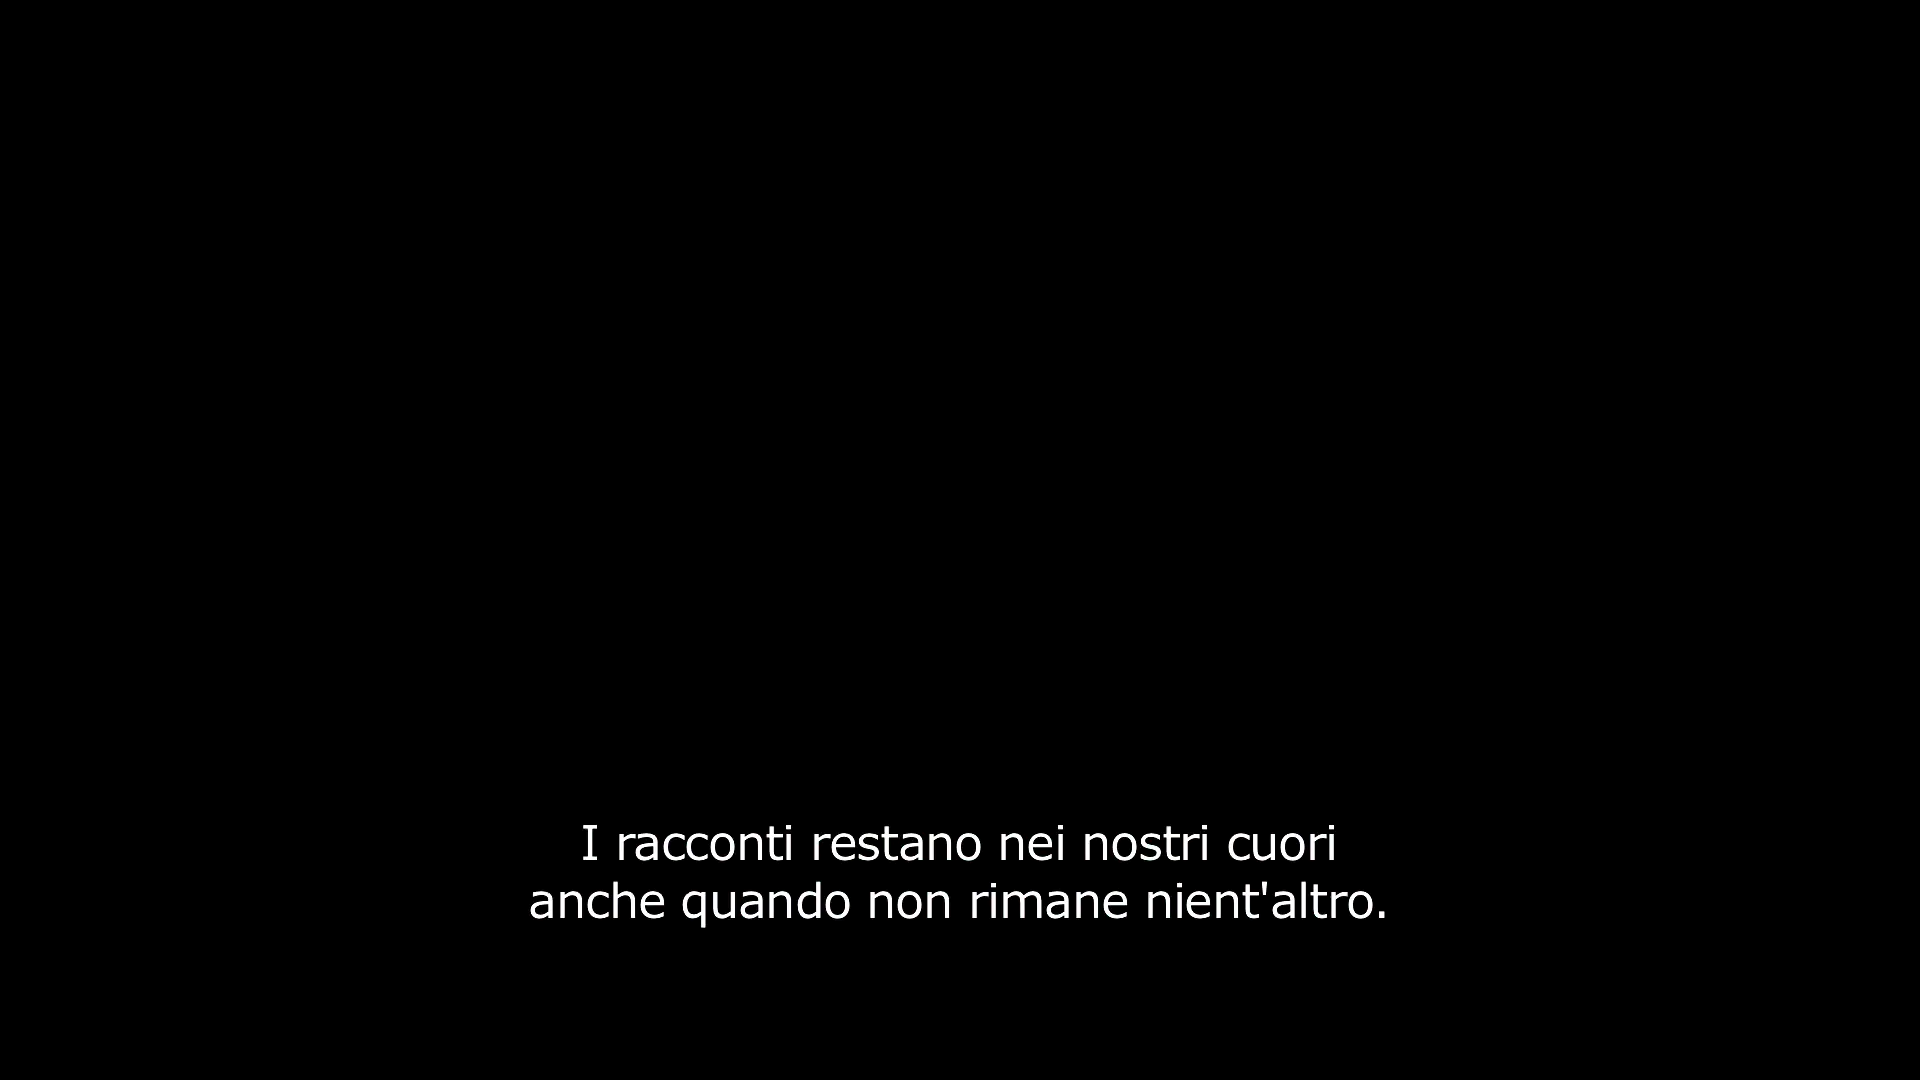 I racconti restano nei nostri cuori
anche quando non rimane nient'altro.